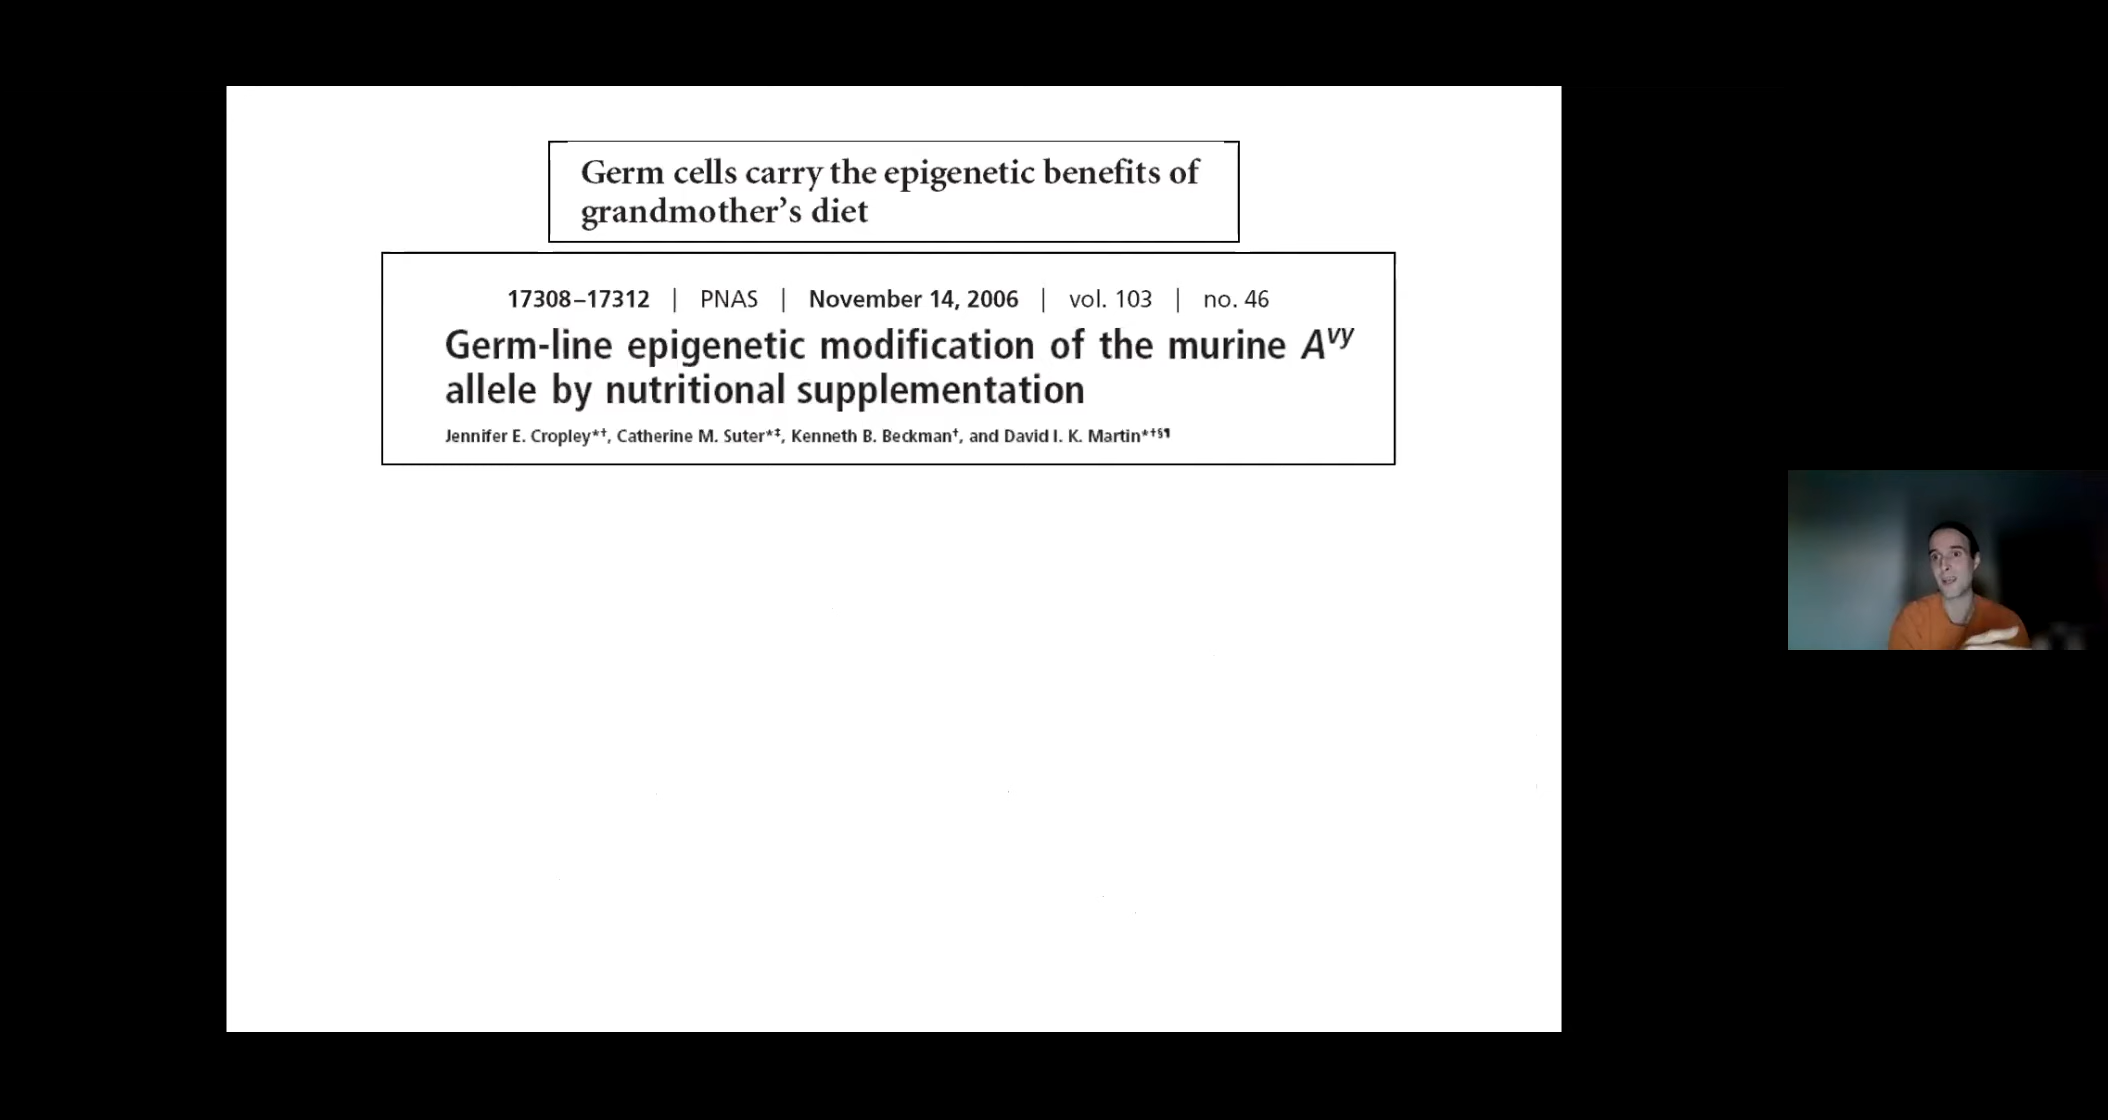 Germ cells carry the epigenetic benefits of
grandmother’s diet
17308–17312 | PNAS | November 14, 2006 | vol. 103 | no. 46
Germ-line epigenetic modification of the murine Aᵛʸ
allele by nutritional supplementation
Jennifer E. Cropley*†, Catherine M. Suter*‡, Kenneth B. Beckman†, and David I. K. Martin*†§¶